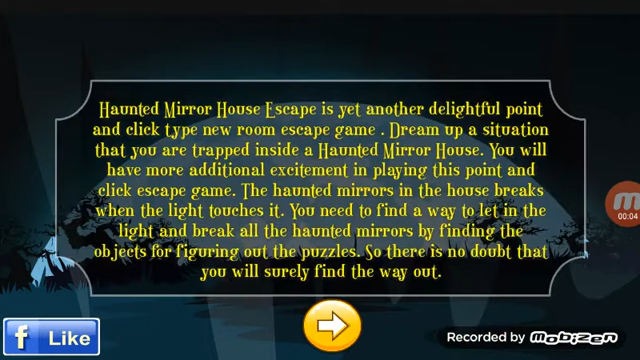 Haunted Mirror House Escape is yet another delightful point
and click type new room escape game . Dream up a situation
that you are trapped inside a Haunted Mirror House. You will
have more additional excitement in playing this point and
click escape game. The haunted mirrors in the house breaks
when the light touches it. You need to find a way to let in the
light and break all the haunted mirrors by finding the
objects for figuring out the puzzles. So there is no doubt that
you will surely find the way out.
00:04
f Like
Recorded by mobizen